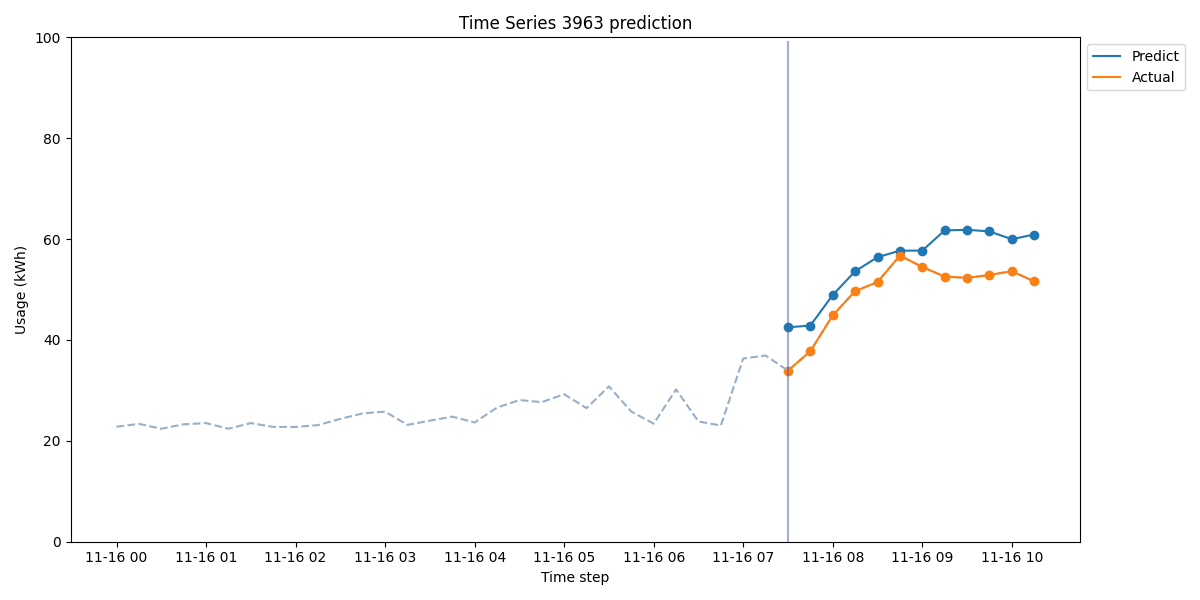 Time Series 3963 prediction
Predict
Actual
Usage (kWh)
100
80
60
40
20
0
11-16 00 11-16 01 11-16 02 11-16 03 11-16 04 11-16 05 11-16 06 11-16 07 11-16 08 11-16 09 11-16 10
Time step